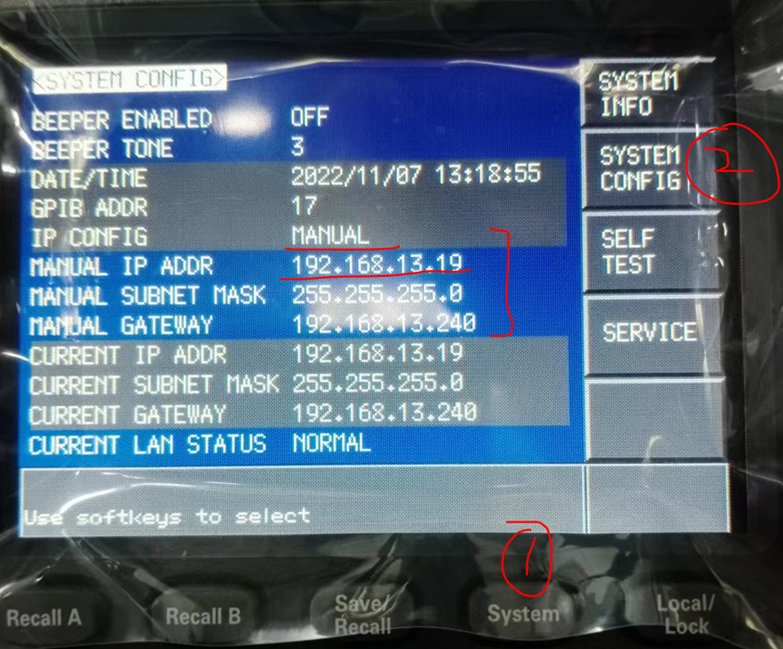 <SYSTEM CONFIG>
BEEPER ENABLED OFF
BEEPER TONE 3
DATE/TIME 2022/11/07 13:18:55
GPIB ADDR 17
IP CONFIG MANUAL
MANUAL IP ADDR 192.168.13.19
MANUAL SUBNET MASK 255.255.255.0
MANUAL GATEWAY 192.168.13.240
CURRENT IP ADDR 192.168.13.19
CURRENT SUBNET MASK 255.255.255.0
CURRENT GATEWAY 192.168.13.240
CURRENT LAN STATUS NORMAL
Use softkeys to select
SYSTEM
INFO
SYSTEM
CONFIG
2
SELF
TEST
SERVICE
1
Recall A
Recall B
Save/
Recall
System
Local/
Lock